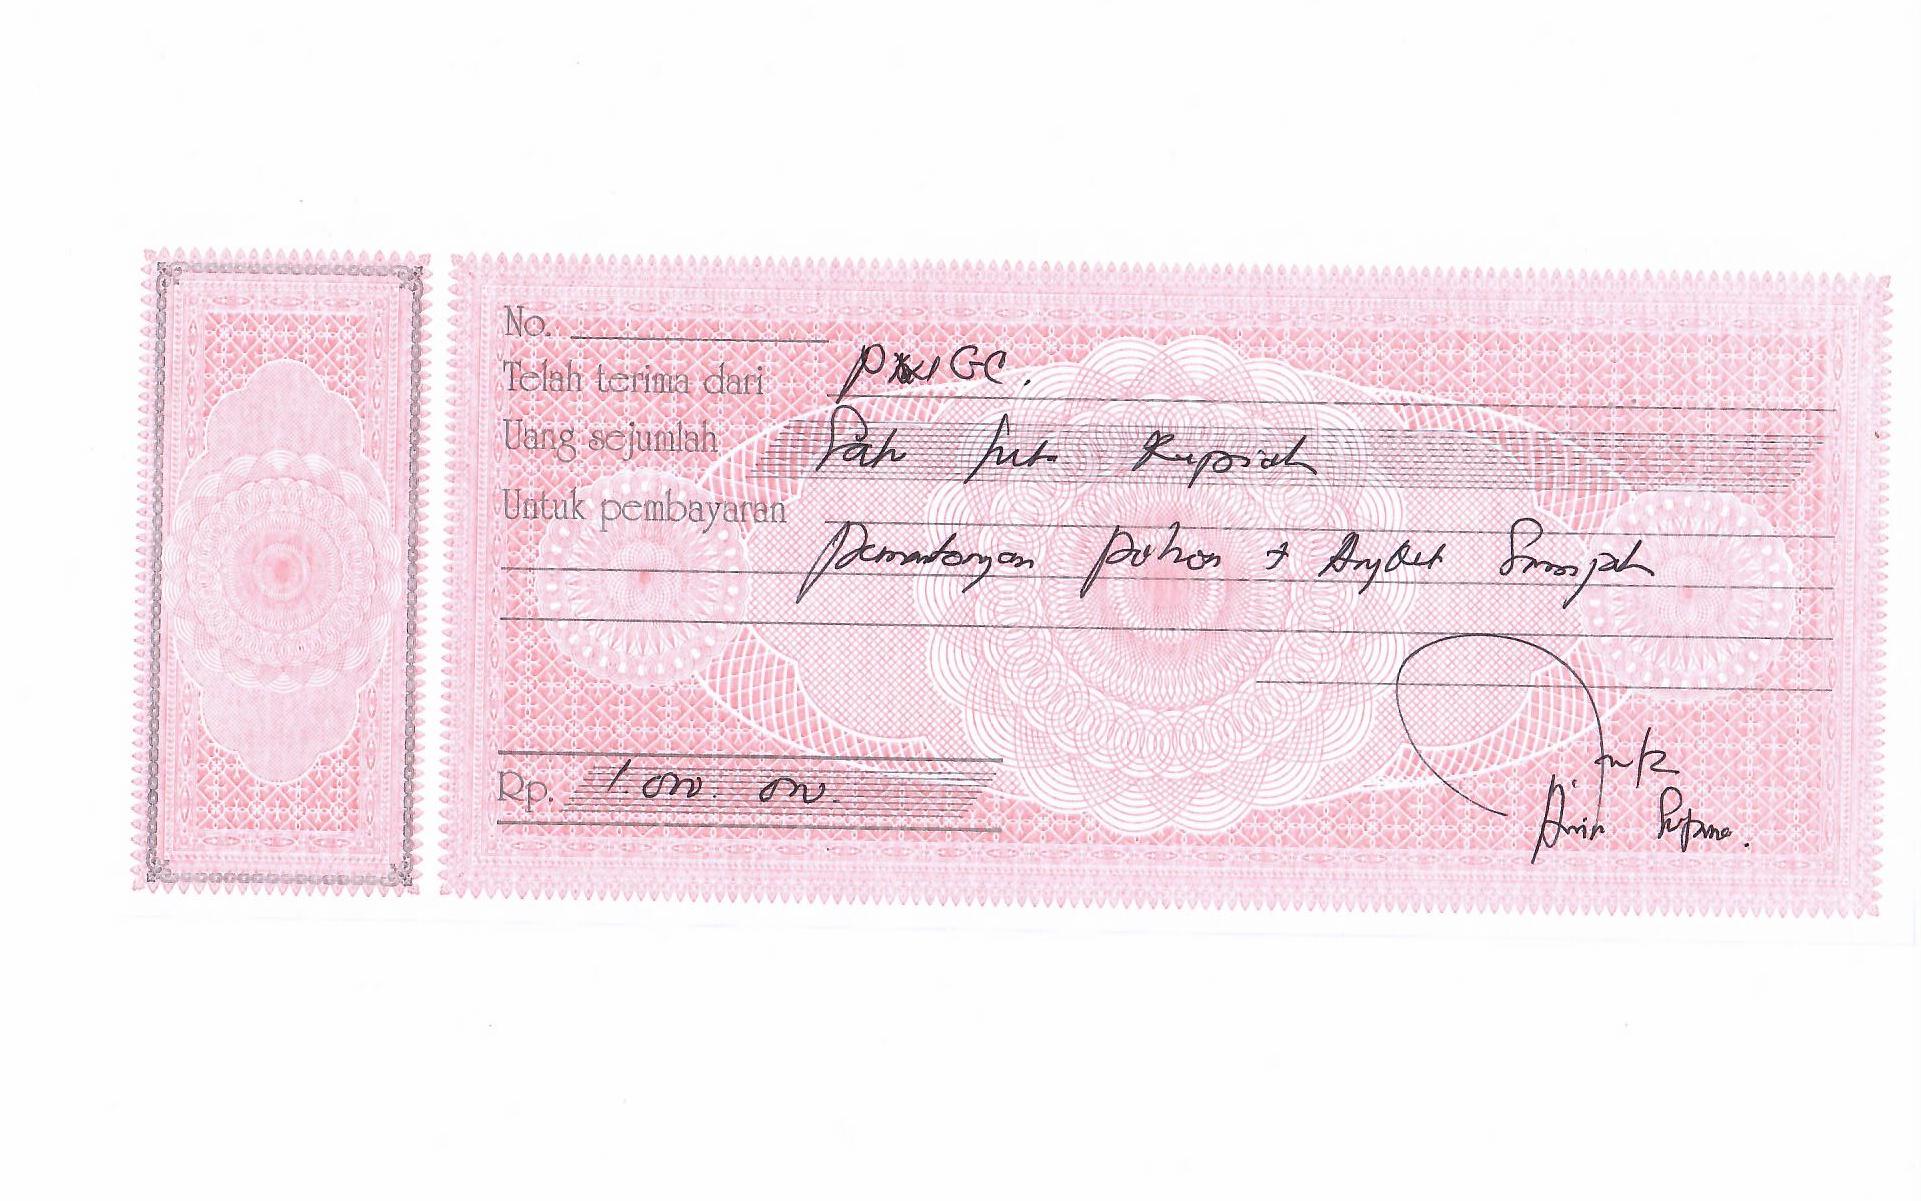 No.
Telah terima dari GC.
Uang sejumlah Satu Juta Rupiah
Untuk pembayaran
Pemotongan pohon + Angkut Sampah
Rp. 1.000.000.